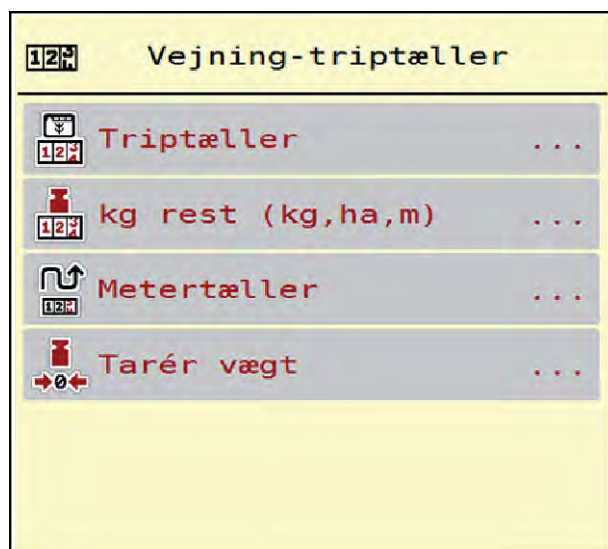 Vejning-triptæller
Triptæller ...
kg rest (kg,ha,m) ...
Metertæller ...
Tarér vægt ...